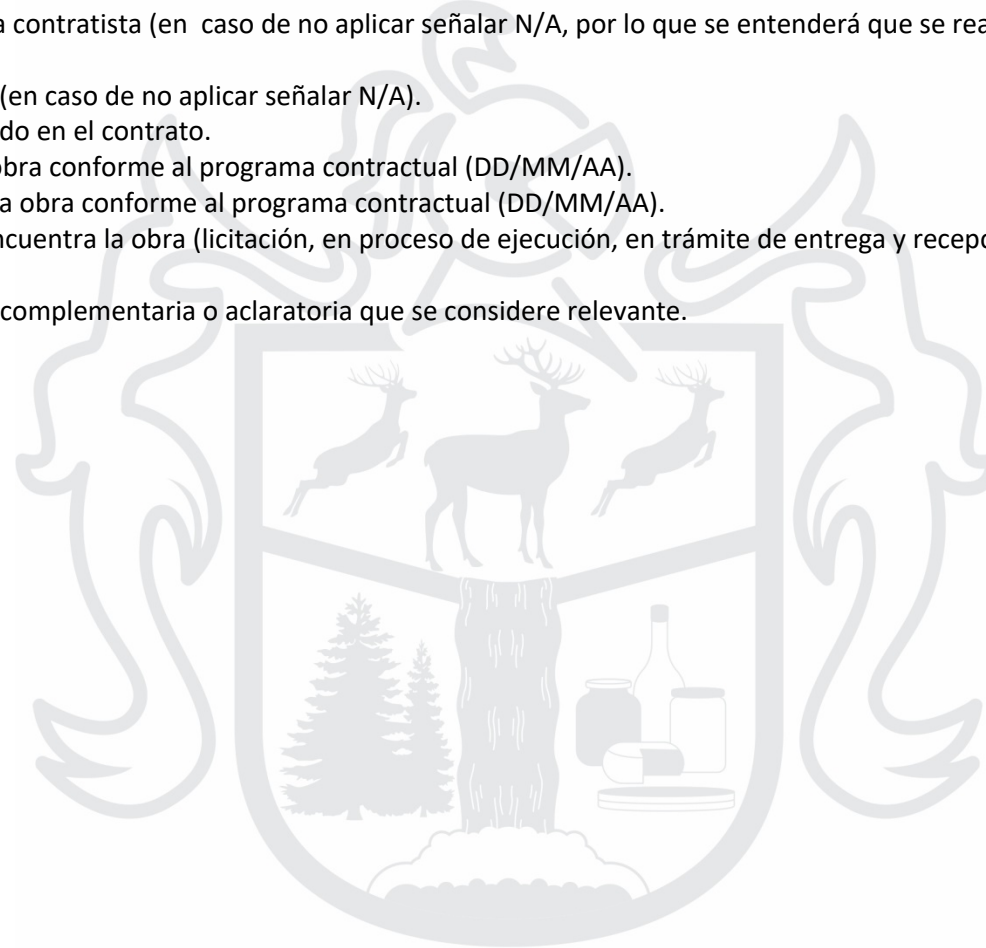 a contratista (en caso de no aplicar señalar N/A, por lo que se entenderá que se rea
(en caso de no aplicar señalar N/A).
do en el contrato.
obra conforme al programa contractual (DD/MM/AA).
a obra conforme al programa contractual (DD/MM/AA).
ncuentra la obra (licitación, en proceso de ejecución, en trámite de entrega y recepc
complementaria o aclaratoria que se considere relevante.